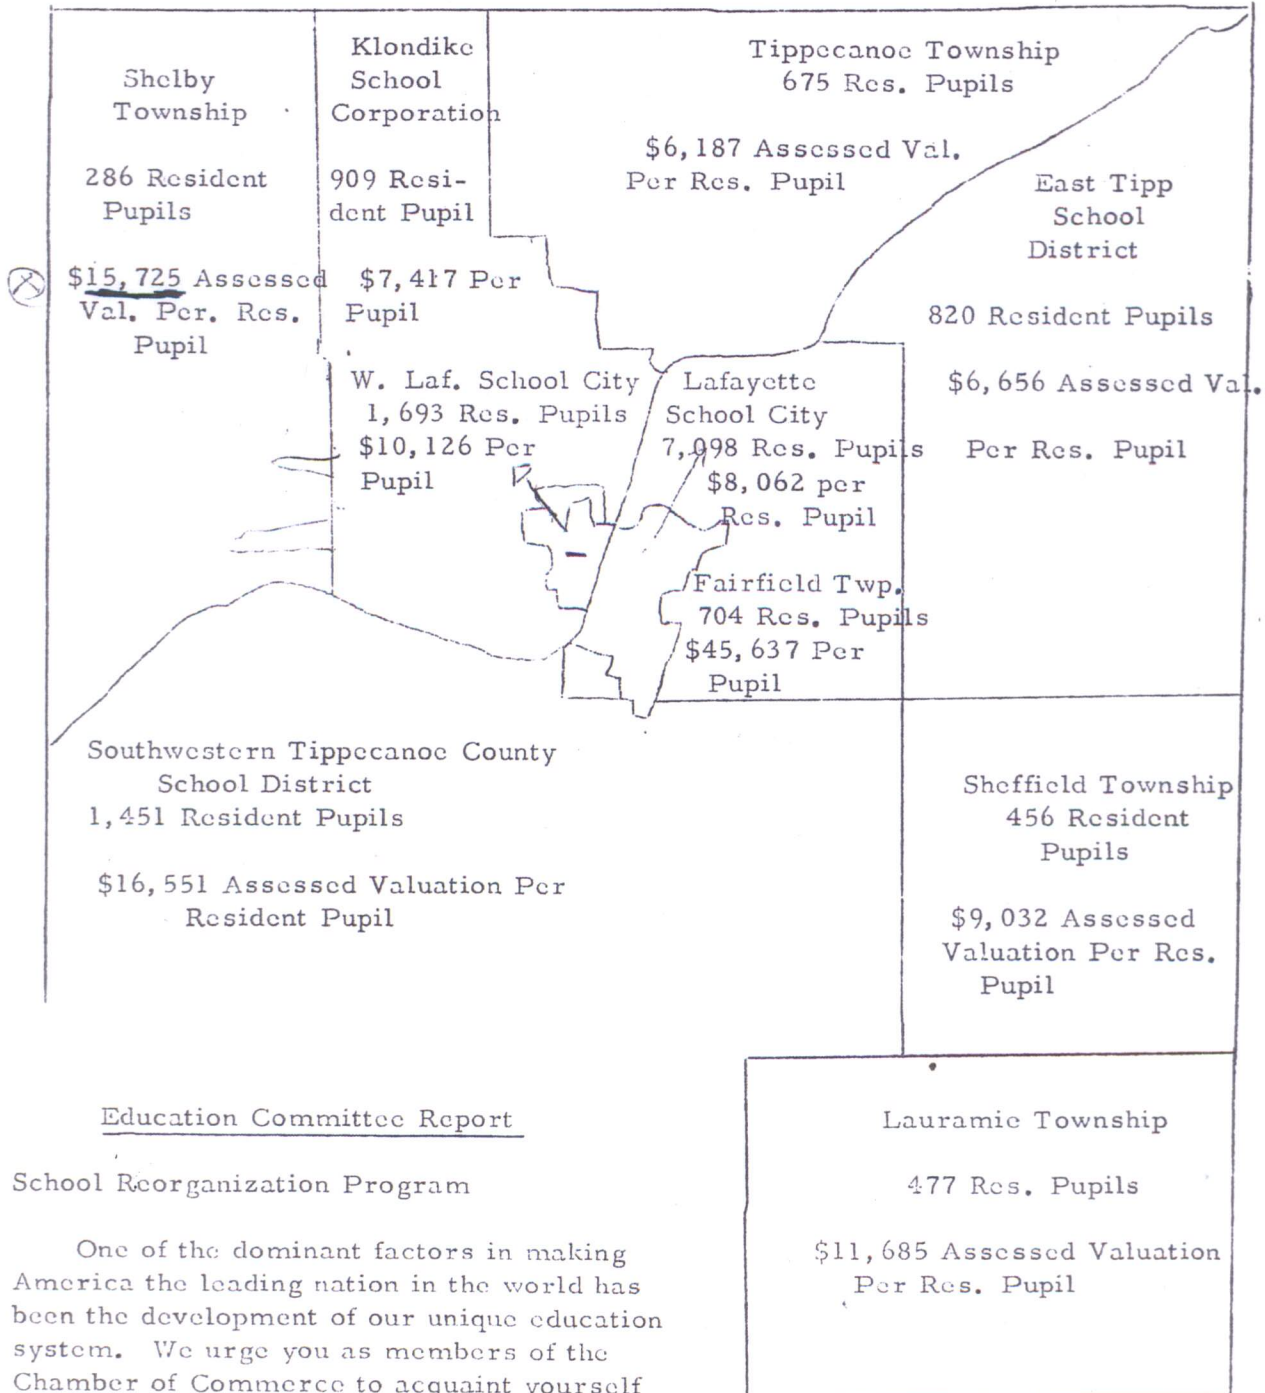 Shelby
Township
286 Resident
Pupils
$15,725 Assessed
Val. Per. Res.
Pupil
Klondike
School
Corporation
909 Resi-
dent Pupil
$7,417 Per
Pupil
Tippecanoe Township
675 Res. Pupils
$6,187 Assessed Val.
Per Res. Pupil
East Tipp
School
District
820 Resident Pupils
$6,656 Assessed Val.
Per Res. Pupil
W. Laf. School City
1,693 Res. Pupils
$10,126 Per
Pupil
Lafayette
School City
7,098 Res. Pupils
$8,062 per
Res. Pupil
Fairfield Twp.
704 Res. Pupils
$45,637 Per
Pupil
Southwestern Tippecanoe County
School District
1,451 Resident Pupils
$16,551 Assessed Valuation Per
Resident Pupil
Sheffield Township
456 Resident
Pupils
$9,032 Assessed
Valuation Per Res.
Pupil
Lauramie Township
477 Res. Pupils
$11,685 Assessed Valuation
Per Res. Pupil
Education Committee Report
School Reorganization Program
One of the dominant factors in making
America the leading nation in the world has
been the development of our unique education
system. We urge you as members of the
Chamber of Commerce to acquaint yourself